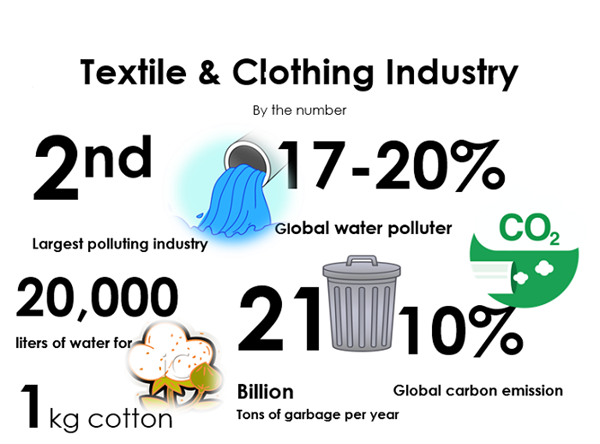 Textile & Clothing Industry
By the number
2nd
Largest polluting industry
17-20%
Global water polluter
CO2
20,000
liters of water for
1 kg cotton
21
Billion
Tons of garbage per year
10%
Global carbon emission